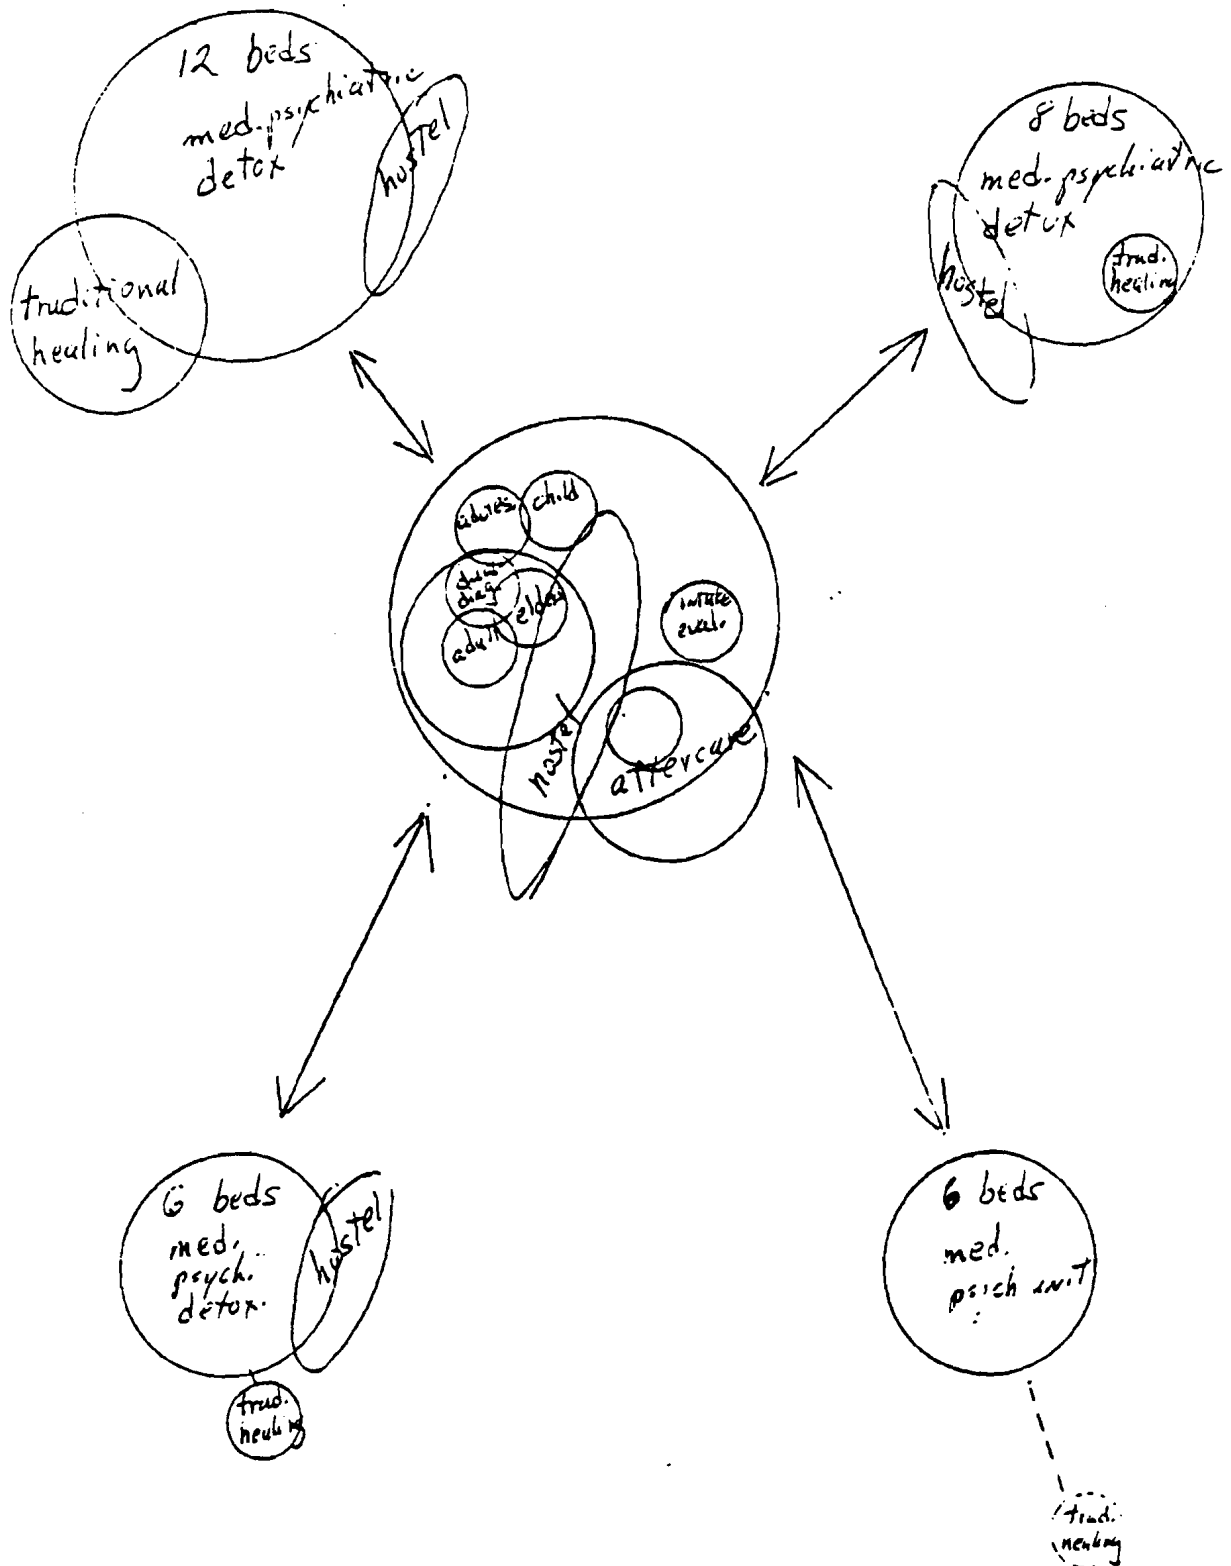 12 beds
med. psychiatric
detox
hostel
traditional
healing
8 beds
med. psychiatric
detox
hostel
trad.
healing
adoles.
child
diag.
elder
adult
intake
eval.
hostel
aftercare
6 beds
med.
psych.
detox.
hostel
trad.
healing
6 beds
med.
psych unit
trad.
healing